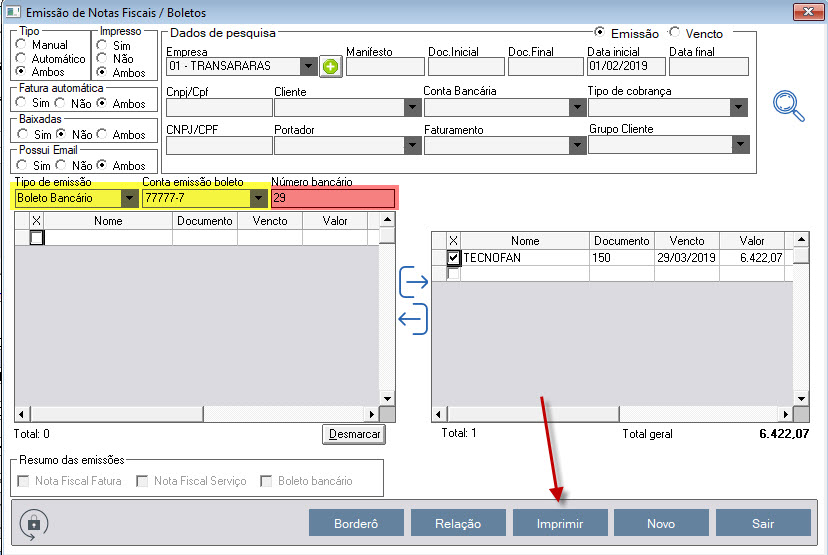 Emissão de Notas Fiscais / Boletos
Tipo
Manual
Automático
Ambos
Impresso
Sim
Não
Ambos
Fatura automática
Sim Não Ambos
Baixadas
Sim Não Ambos
Possui Email
Sim Não Ambos
Dados de pesquisa
Emissão Vencto
Empresa Manifesto Doc.Inicial Doc.Final Data inicial Data final
01 - TRANSARARAS 01/02/2019
Cnpj/Cpf Cliente Conta Bancária Tipo de cobrança
CNPJ/CPF Portador Faturamento Grupo Cliente
Tipo de emissão Conta emissão boleto Número bancário
Boleto Bancário 77777-7 29
X Nome Documento Vencto Valor
Total: 0
Desmarcar
X Nome Documento Vencto Valor
TECNOFAN 150 29/03/2019 6.422,07
Total: 1 Total geral 6.422,07
Resumo das emissões
Nota Fiscal Fatura Nota Fiscal Serviço Boleto bancário
Borderô Relação Imprimir Novo Sair